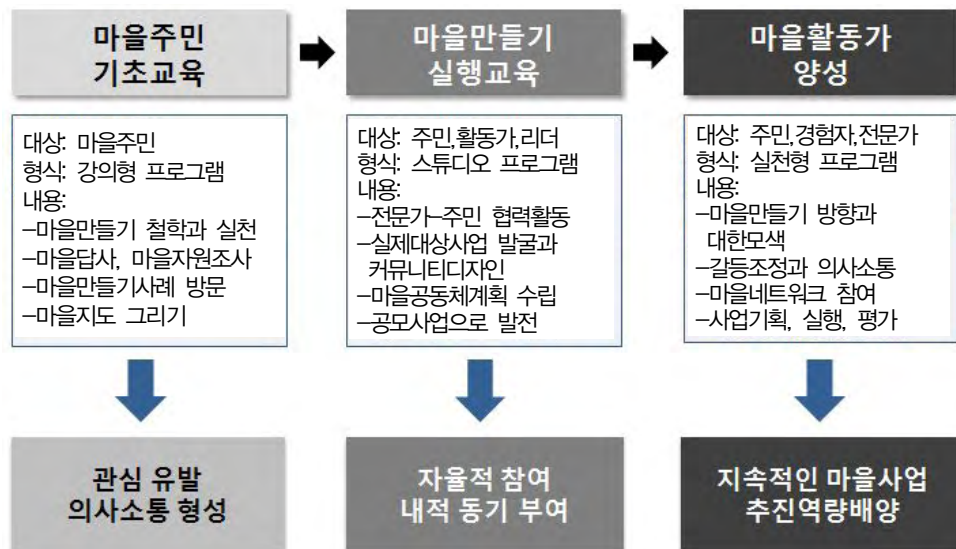 마을주민
기초교육
마을만들기
실행교육
마을활동가
양성
대상: 마을주민
형식: 강의형 프로그램
내용:
-마을만들기 철학과 실천
-마을답사, 마을자원조사
-마을만들기사례 방문
-마을지도 그리기
대상: 주민,활동가,리더
형식: 스튜디오 프로그램
내용:
-전문가-주민 협력활동
-실제대상사업 발굴과
커뮤니티디자인
-마을공동체계획 수립
-공모사업으로 발전
대상: 주민,경험자,전문가
형식: 실천형 프로그램
내용:
-마을만들기 방향과
대한모색
-갈등조정과 의사소통
-마을네트워크 참여
-사업기획, 실행, 평가
관심 유발
의사소통 형성
자율적 참여
내적 동기 부여
지속적인 마을사업
추진역량배양